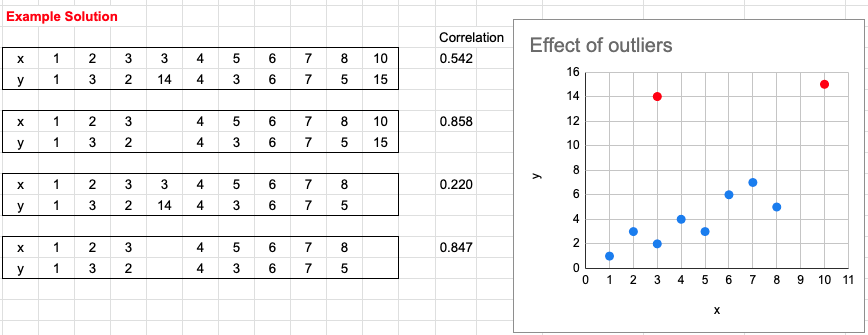 Example Solution
Correlation
x 1 2 3 3 4 5 6 7 8 10 0.542
y 1 3 2 14 4 3 6 7 5 15
x 1 2 3 4 5 6 7 8 10 0.858
y 1 3 2 4 3 6 7 5 15
x 1 2 3 3 4 5 6 7 8 0.220
y 1 3 2 14 4 3 6 7 5
x 1 2 3 4 5 6 7 8 0.847
y 1 3 2 4 3 6 7 5
Effect of outliers
16
14
12
10
8
6
4
2
0
y
0 1 2 3 4 5 6 7 8 9 10 11
x